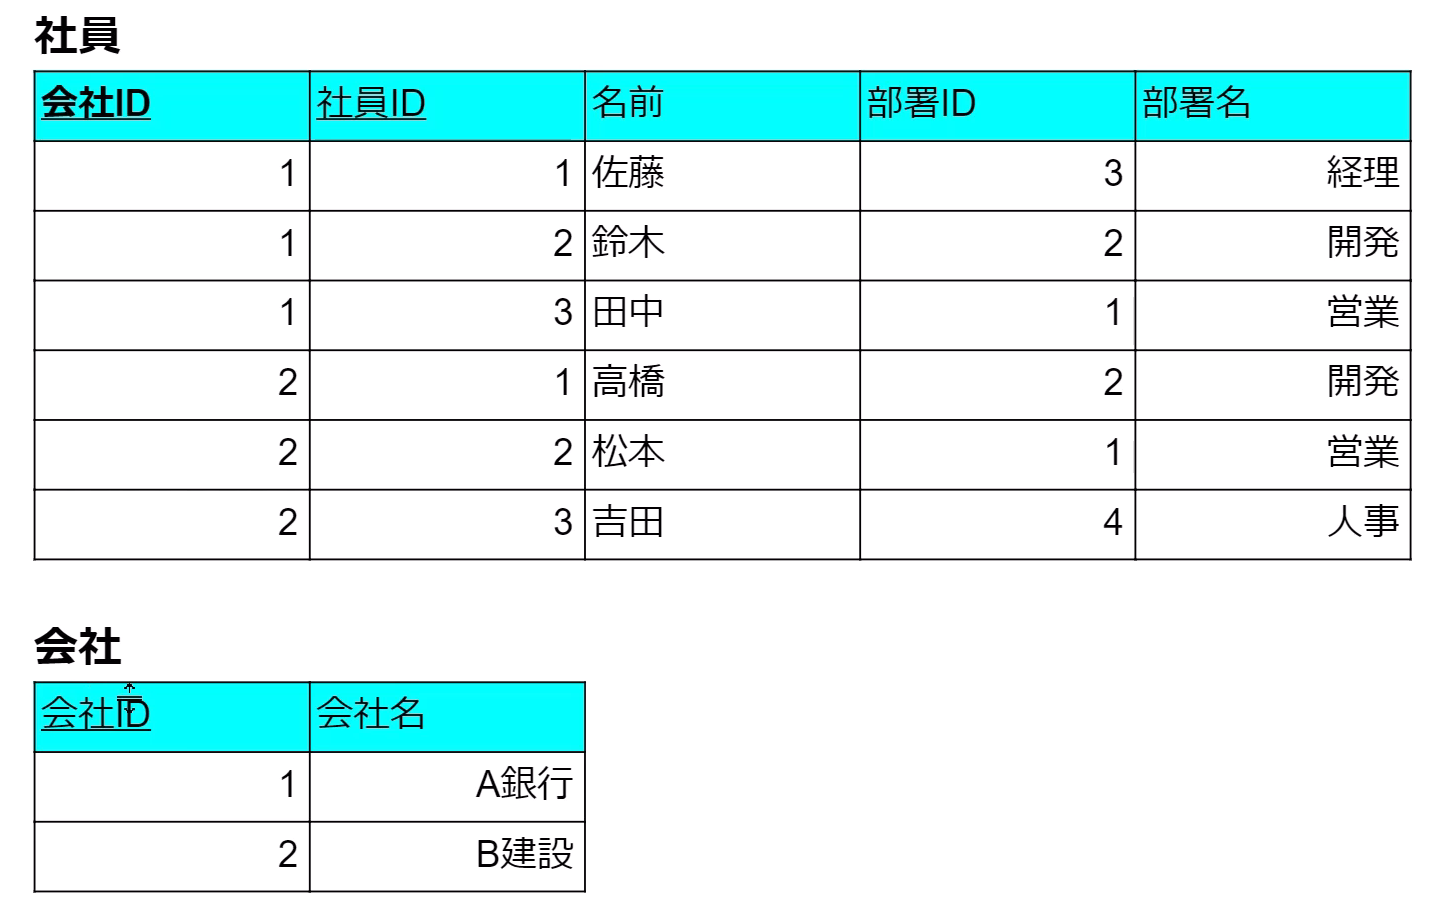 社員
会社ID 社員ID 名前 部署ID 部署名
1 1 佐藤 3 経理
1 2 鈴木 2 開発
1 3 田中 1 営業
2 1 高橋 2 開発
2 2 松本 1 営業
2 3 吉田 4 人事
会社
会社ID 会社名
1 A銀行
2 B建設